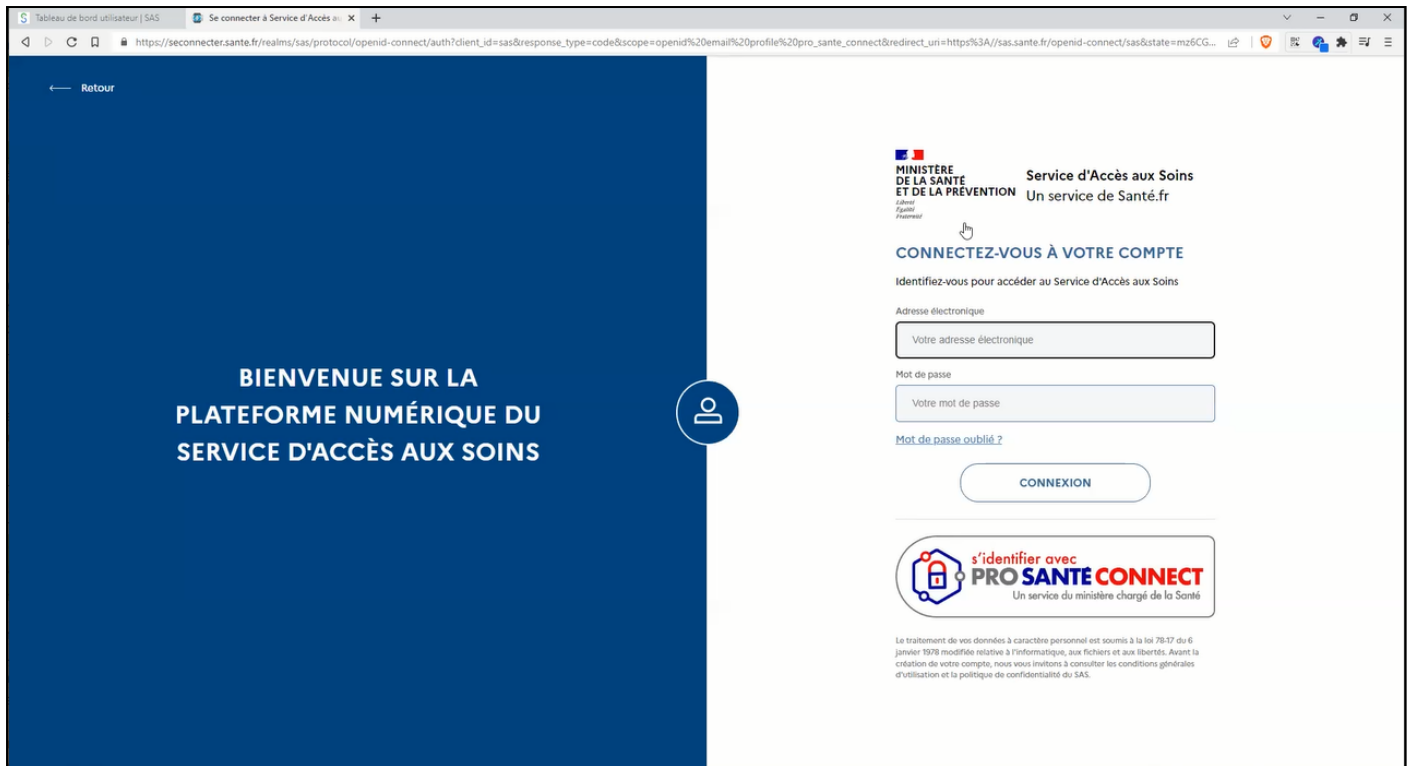 Tableau de bord utilisateur | SAS
Se connecter à Service d'Accès au
https://seconnecter.sante.fr/realms/sas/protocol/openid-connect/auth?client_id=sas&response_type=code&scope=openid%20email%20profile%20pro_sante_connect&redirect_uri=https%3A//sas.sante.fr/openid-connect/sas&state=mz6CG...
Retour
MINISTÈRE
DE LA SANTÉ
ET DE LA PRÉVENTION
Liberté
Égalité
Fraternité
Service d'Accès aux Soins
Un service de Santé.fr
CONNECTEZ-VOUS À VOTRE COMPTE
Identifiez-vous pour accéder au Service d'Accès aux Soins
Adresse électronique
Votre adresse électronique
Mot de passe
Votre mot de passe
Mot de passe oublié ?
CONNEXION
BIENVENUE SUR LA
PLATEFORME NUMÉRIQUE DU
SERVICE D'ACCÈS AUX SOINS
s'identifier avec
PRO SANTÉ CONNECT
Un service du ministère chargé de la Santé
Le traitement de vos données à caractère personnel est soumis à la loi 78-17 du 6
janvier 1978 modifiée relative à l'informatique, aux fichiers et aux libertés. Avant la
création de votre compte, nous vous invitons à consulter les conditions générales
d'utilisation et la politique de confidentialité du SAS.